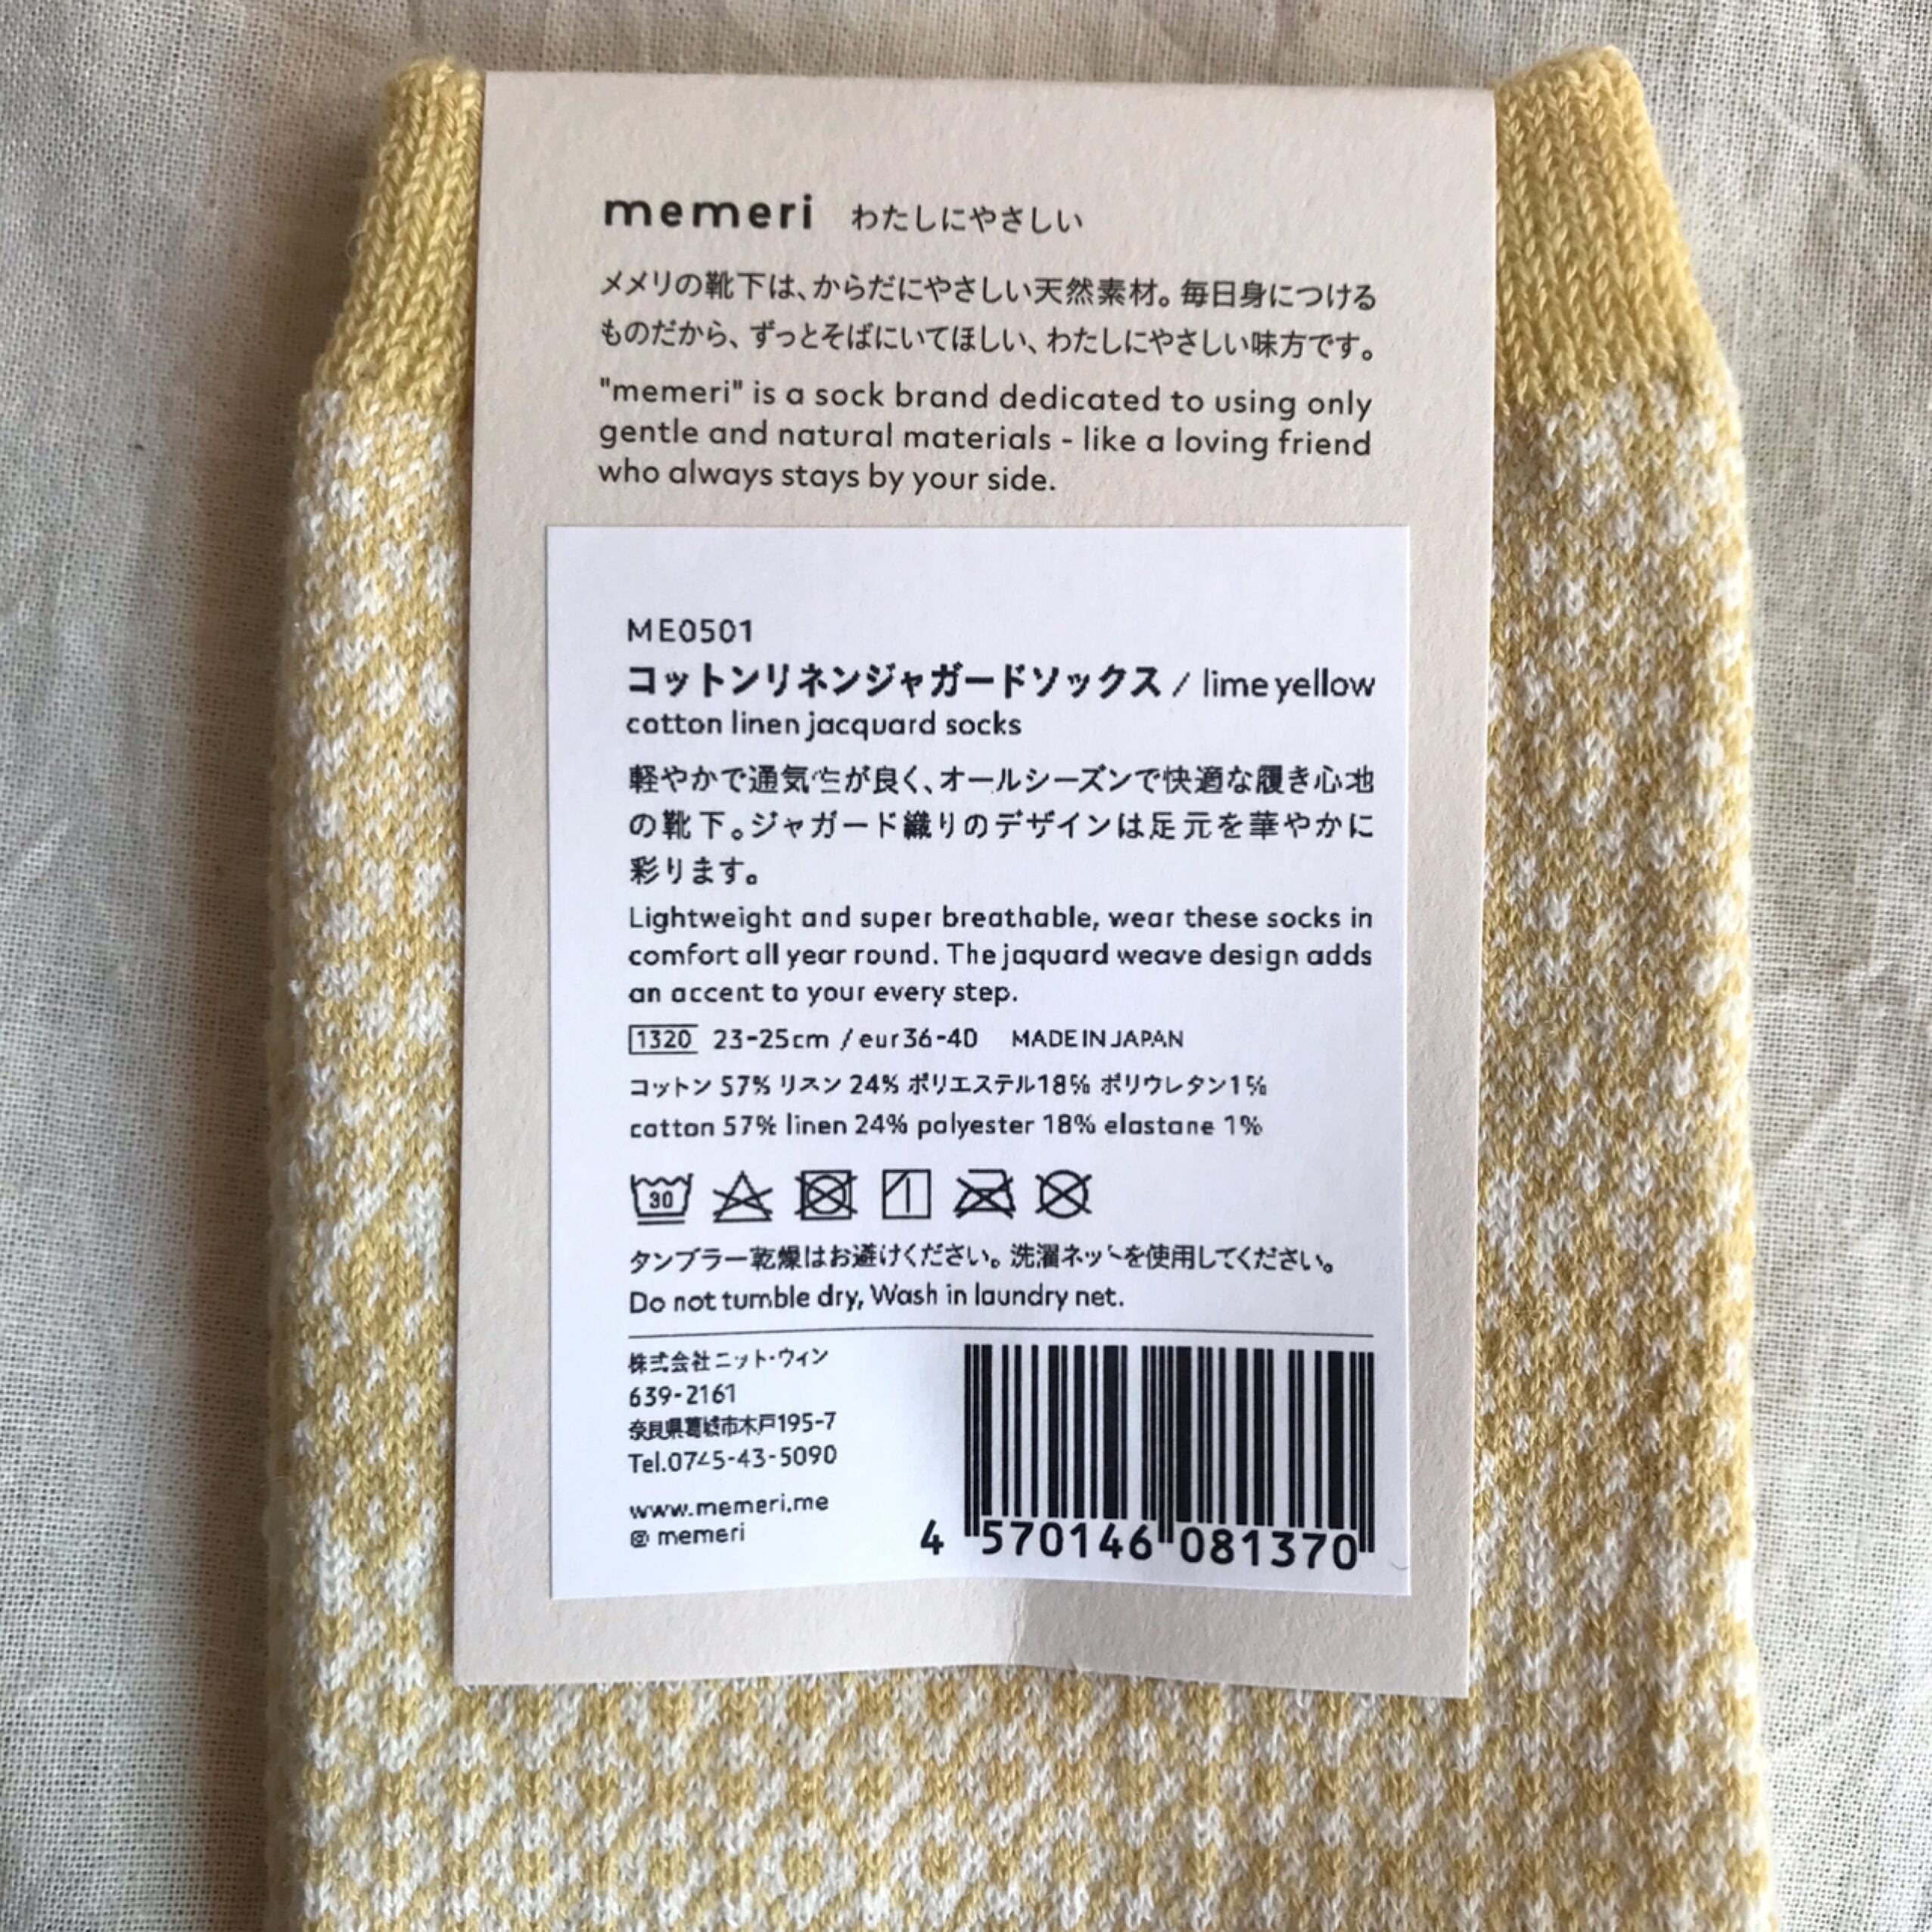 memeri わたしにやさしい
メメリの靴下は、からだにやさしい天然素材。毎日身につける
ものだから、ずっとそばにいてほしい、わたしにやさしい味方です。
"memeri" is a sock brand dedicated to using only
gentle and natural materials - like a loving friend
who always stays by your side.
ME0501
コットンリネンジャガードソックス / lime yellow
cotton linen jacquard socks
軽やかで通気性が良く、オールシーズンで快適な履き心地
の靴下。ジャガード織りのデザインは足元を華やかに
彩ります。
Lightweight and super breathable, wear these socks in
comfort all year round. The jaquard weave design adds
an accent to your every step.
1320 23-25cm / eur36-40 MADE IN JAPAN
コットン 57% リネン 24% ポリエステル18% ポリウレタン1%
cotton 57% linen 24% polyester 18% elastane 1%
30
タンブラー乾燥はお避けください。洗濯ネットを使用してください。
Do not tumble dry, Wash in laundry net.
株式会社ニット・ウィン
639-2161
奈良県葛城市木戸195-7
Tel.0745-43-5090
www.memeri.me
@ memeri
4 570146 081370